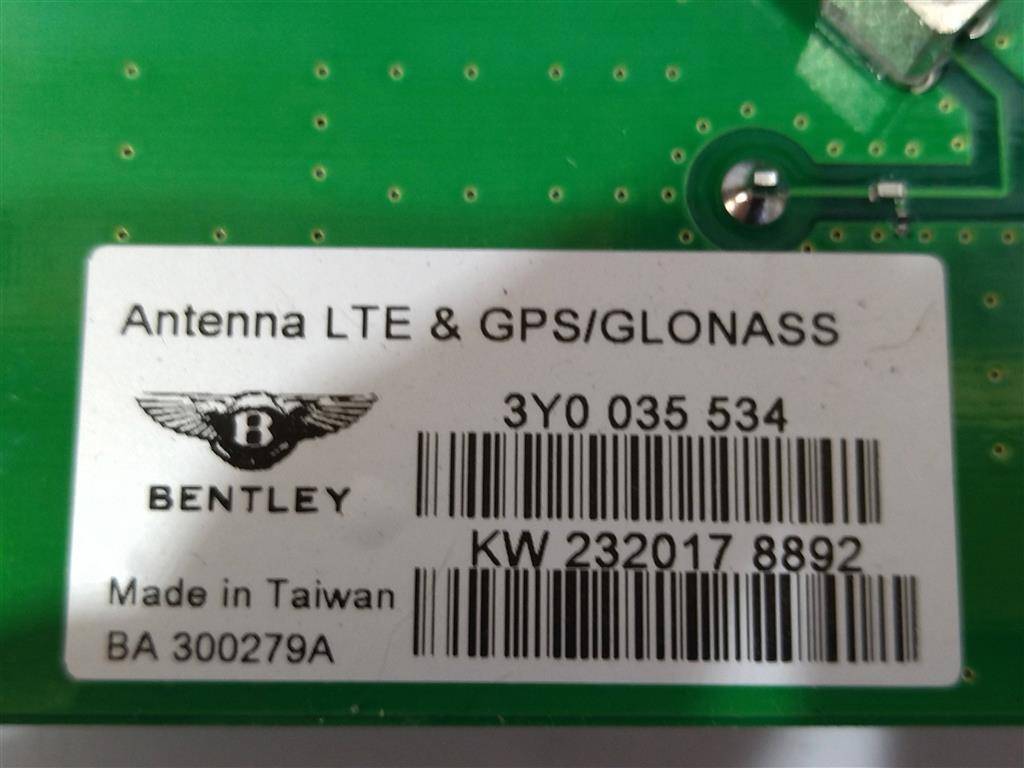 Antenna LTE & GPS/GLONASS
B
BENTLEY
3Y0 035 534
KW 232017 8892
Made in Taiwan
BA 300279A